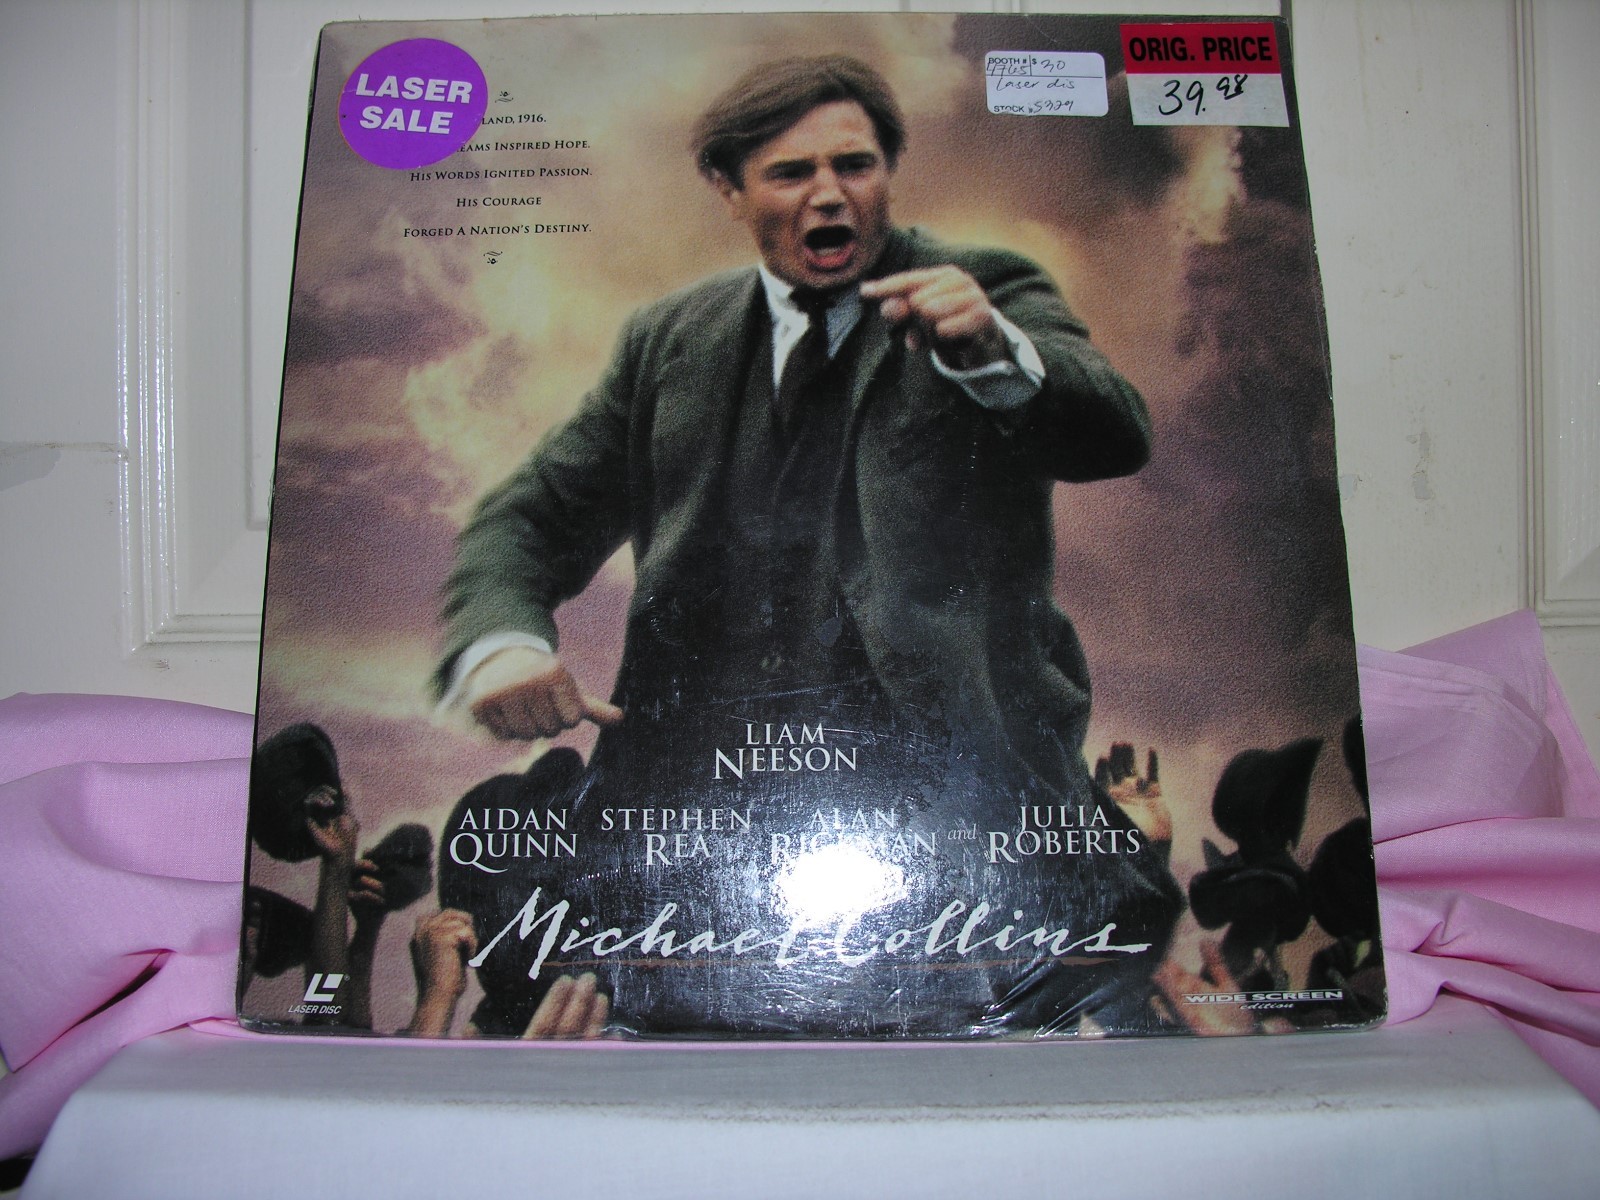 LASER
SALE
LAND, 1916.
EAMS INSPIRED HOPE.
HIS WORDS IGNITED PASSION.
HIS COURAGE
FORGED A NATION'S DESTINY.
BOOTH # $ 30
Laser dis
STOCK # 5329
ORIG. PRICE
39.98
LIAM
NEESON
AIDAN
QUINN
STEPHEN
REA
ALAN
and
JULIA
ROBERTS
Michael Collins
LASER DISC
WIDE SCREEN
edition